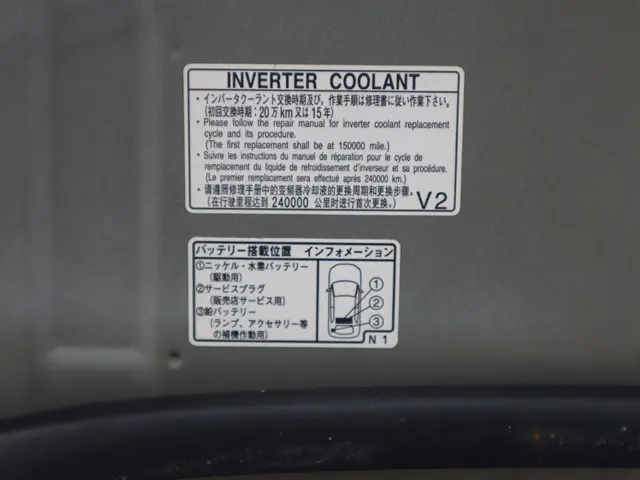 INVERTER COOLANT
・インバータクーラント交換時期及び，作業手順は修理書に従い作業下さい。
(初回交換時期：20万km又は15年)
・Please follow the repair manual for inverter coolant replacement
cycle and its procedure.
(The first replacement shall be at 150000 mile.)
・Suivre les instructions du manuel de réparation pour le cycle de
remplacement du liquide de refroidissement d'inverseur et sa procédure.
(Le premier remplacement sera effectué après 240000 km.)
・请遵照修理手册中的变频器冷却液的更换周期和更换步骤。
(在行驶里程达到 240000 公里时进行首次更换。)
V2
バッテリー搭載位置 インフォメーション
①ニッケル・水素バッテリー
(駆動用)
②サービスプラグ
(販売店サービス用)
③鉛バッテリー
(ランプ、アクセサリー等
の補機作動用)
①
②
③
N 1